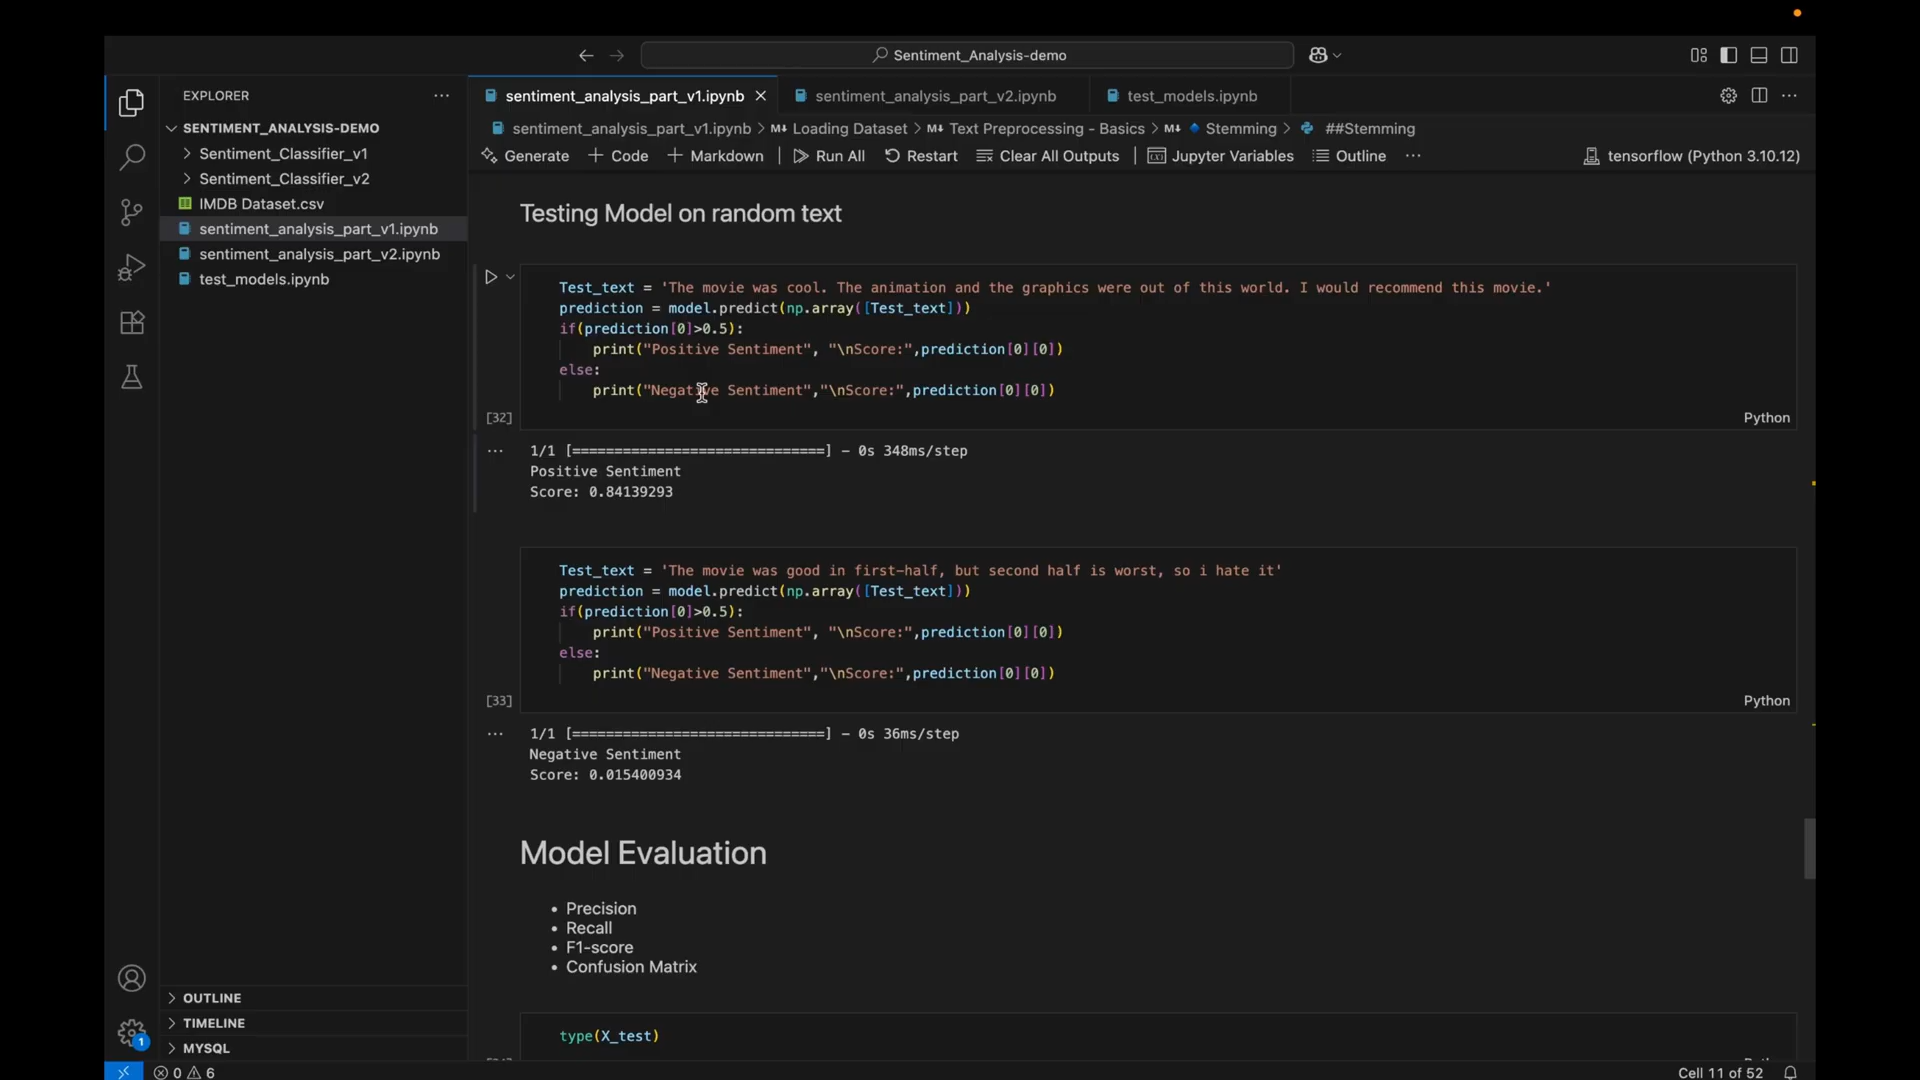 Sentiment_Analysis-demo
EXPLORER
SENTIMENT_ANALYSIS-DEMO
Sentiment_Classifier_v1
Sentiment_Classifier_v2
IMDB Dataset.csv
sentiment_analysis_part_v1.ipynb
sentiment_analysis_part_v2.ipynb
test_models.ipynb
OUTLINE
TIMELINE
MYSQL
1
0 6
sentiment_analysis_part_v1.ipynb sentiment_analysis_part_v2.ipynb test_models.ipynb
sentiment_analysis_part_v1.ipynb > M↓ Loading Dataset > M↓ Text Preprocessing - Basics > M↓ Stemming > ##Stemming
Generate + Code + Markdown | Run All Restart Clear All Outputs | Jupyter Variables Outline ... tensorflow (Python 3.10.12)
Testing Model on random text
Test_text = 'The movie was cool. The animation and the graphics were out of this world. I would recommend this movie.'
prediction = model.predict(np.array([Test_text]))
if(prediction[0]>0.5):
print("Positive Sentiment", "\nScore:",prediction[0][0])
else:
print("Negative Sentiment","\nScore:",prediction[0][0])
[32] Python
... 1/1 [==============================] - 0s 348ms/step
Positive Sentiment
Score: 0.84139293
Test_text = 'The movie was good in first-half, but second half is worst, so i hate it'
prediction = model.predict(np.array([Test_text]))
if(prediction[0]>0.5):
print("Positive Sentiment", "\nScore:",prediction[0][0])
else:
print("Negative Sentiment","\nScore:",prediction[0][0])
[33] Python
... 1/1 [==============================] - 0s 36ms/step
Negative Sentiment
Score: 0.015400934
Model Evaluation
• Precision
• Recall
• F1-score
• Confusion Matrix
type(X_test)
Cell 11 of 52